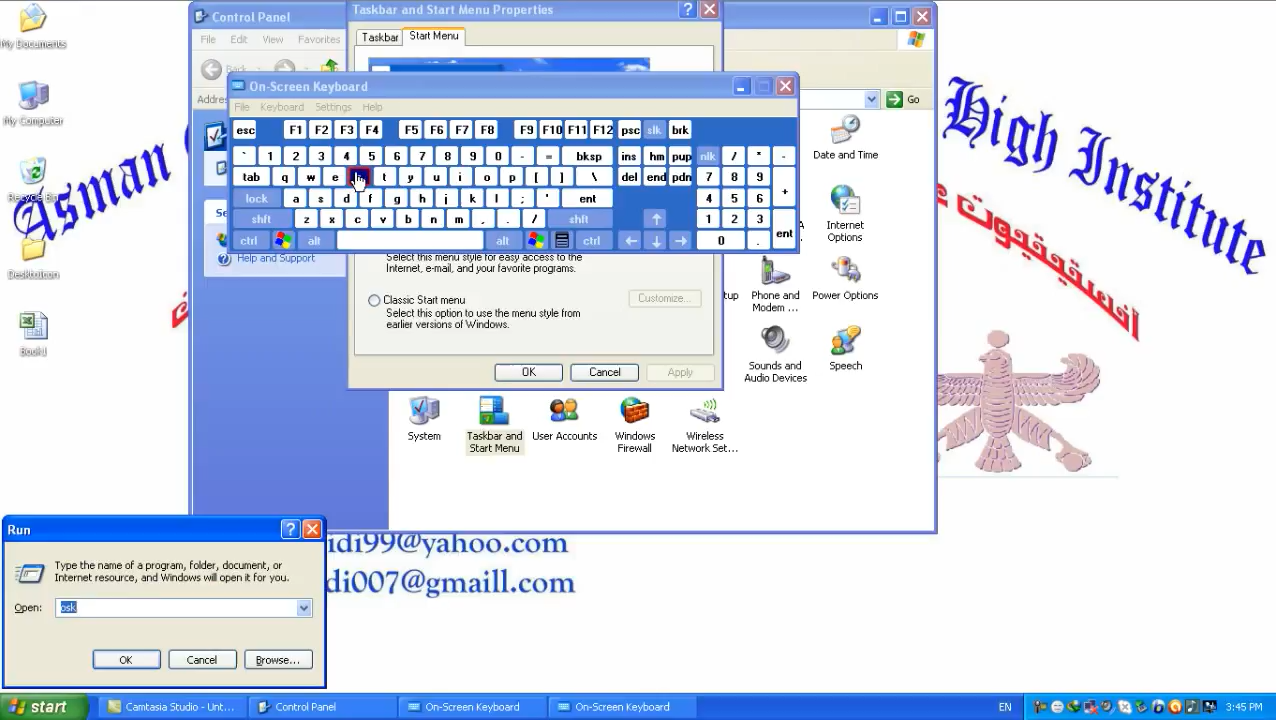 My Documents
My Computer
Recycle Bin
DesktuIcon
Book1
Asman
High Institute
Control Panel
File Edit View Favorites
Back
Addres
Go
Help and Support
Taskbar and Start Menu Properties
Taskbar Start Menu
On-Screen Keyboard
File Keyboard Settings Help
esc F1 F2 F3 F4 F5 F6 F7 F8 F9 F10 F11 F12 psc slk brk
` 1 2 3 4 5 6 7 8 9 0 - = bksp ins hm pup nlk / * -
tab q w e t y u i o p [ ] \ del end pdn 7 8 9 +
lock a s d f g h j k l ; ' ent 4 5 6
shft z x c v b n m , . / shft 1 2 3 ent
ctrl alt alt ctrl 0 .
Select this menu style for easy access to the
Internet, e-mail, and your favorite programs.
Classic Start menu
Customize...
Select this option to use the menu style from
earlier versions of Windows.
OK Cancel Apply
Date and Time
Internet
Options
Phone and
Modem ...
Power Options
Sounds and
Audio Devices
Speech
System
Taskbar and
Start Menu
User Accounts
Windows
Firewall
Wireless
Network Set...
idi99@yahoo.com
di007@gmaill.com
Run
Type the name of a program, folder, document, or
Internet resource, and Windows will open it for you.
Open: osk
OK Cancel Browse...
start
Camtasia Studio - Unt...
Control Panel
On-Screen Keyboard
On-Screen Keyboard
EN
3:45 PM